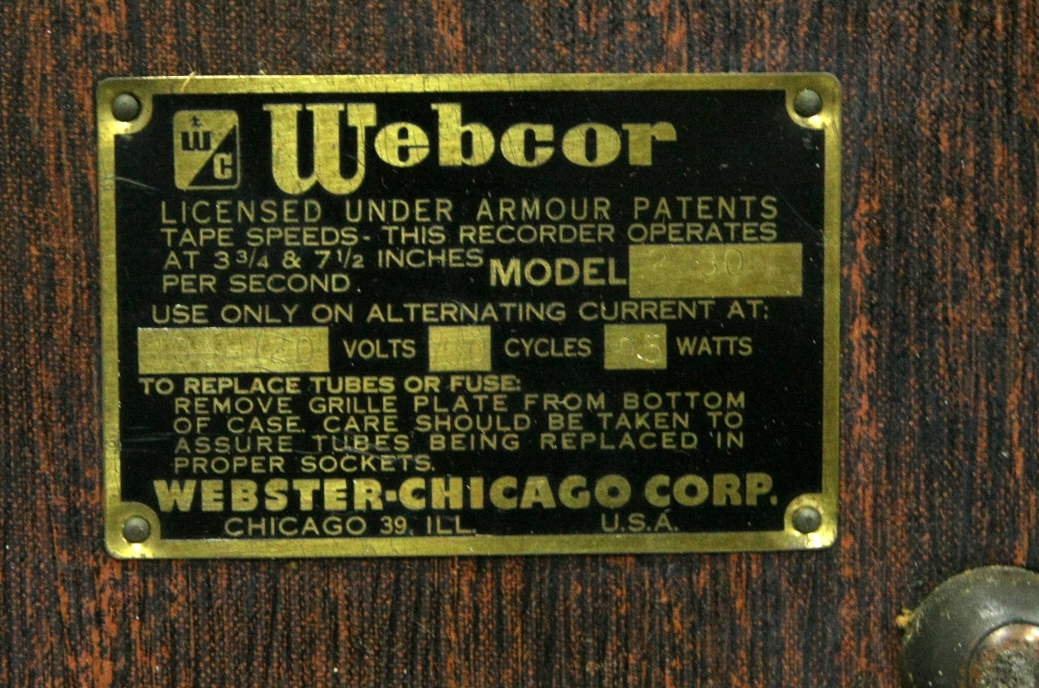 W C
Webcor
LICENSED UNDER ARMOUR PATENTS
TAPE SPEEDS - THIS RECORDER OPERATES
AT 3 3/4 & 7 1/2 INCHES
PER SECOND
MODEL
USE ONLY ON ALTERNATING CURRENT AT:
VOLTS CYCLES WATTS
TO REPLACE TUBES OR FUSE:
REMOVE GRILLE PLATE FROM BOTTOM
OF CASE. CARE SHOULD BE TAKEN TO
ASSURE TUBES BEING REPLACED IN
PROPER SOCKETS.
WEBSTER-CHICAGO CORP.
CHICAGO 39, ILL. U.S.A.